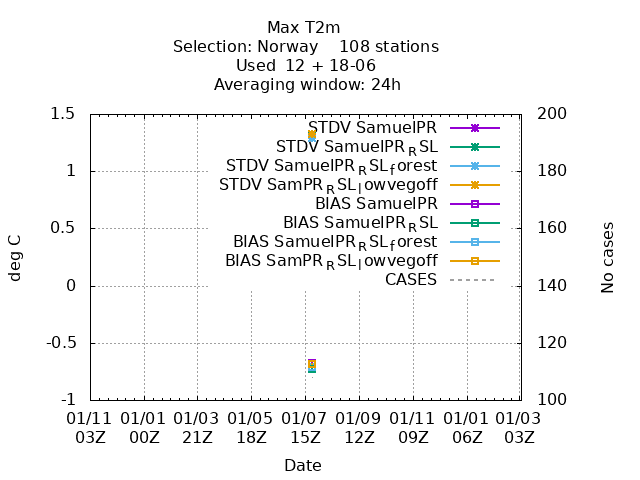 Max T2m
Selection: Norway 108 stations
Used 12 + 18-06
Averaging window: 24h
1.5
1
0.5
0
-0.5
-1
200
180
160
140
120
100
deg C
No cases
STDV SamuelPR
STDV SamuelPR_RSL
STDV SamuelPR_RSL_forest
STDV SamPR_RSL_lowvegoff
BIAS SamuelPR
BIAS SamuelPR_RSL
BIAS SamuelPR_RSL_forest
BIAS SamPR_RSL_lowvegoff
CASES
01/11 01/01 01/03 01/05 01/07 01/09 01/11 01/01 01/03
03Z 00Z 21Z 18Z 15Z 12Z 09Z 06Z 03Z
Date